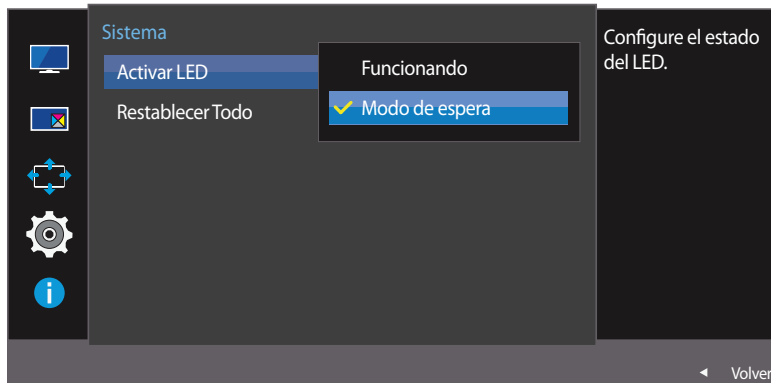 Sistema
Activar LED
Restablecer Todo
Funcionando
Modo de espera
Configure el estado
del LED.
Volver